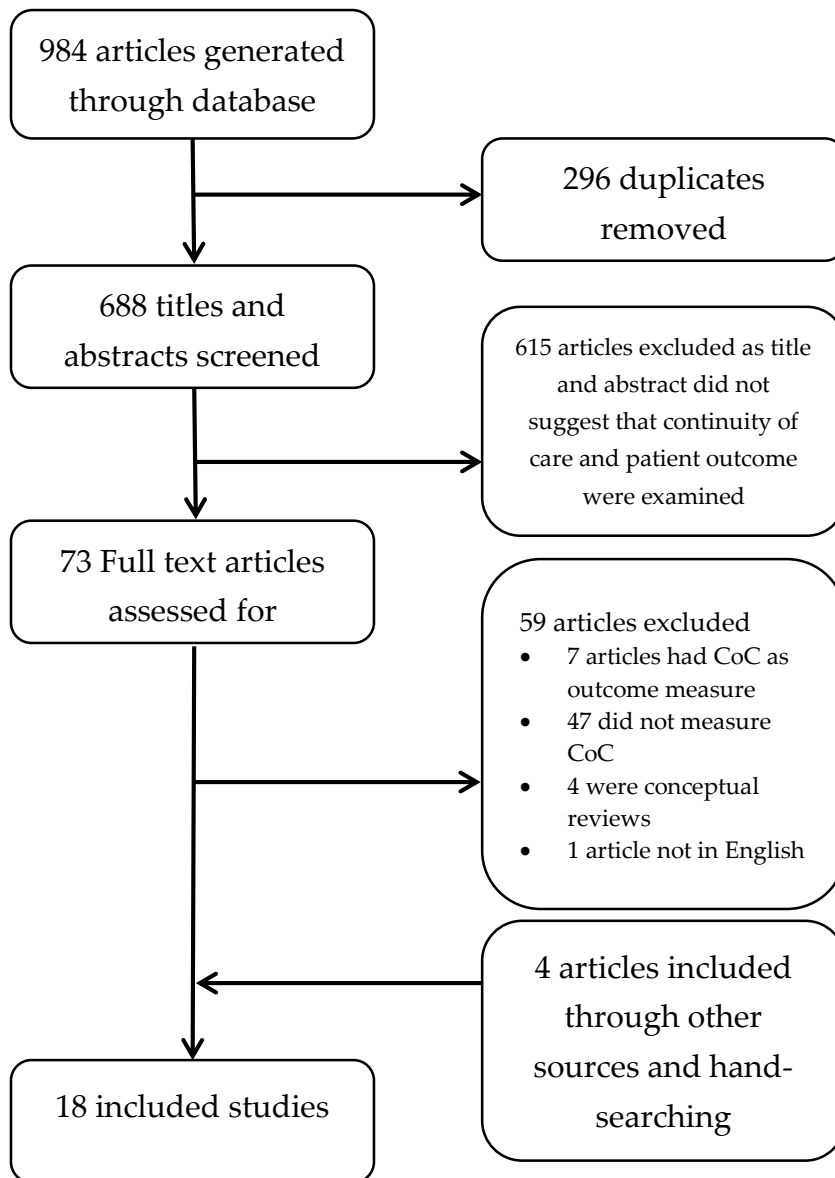 984 articles generated
through database
296 duplicates
removed
688 titles and
abstracts screened
615 articles excluded as title
and abstract did not
suggest that continuity of
care and patient outcome
were examined
73 Full text articles
assessed for
59 articles excluded
• 7 articles had CoC as
outcome measure
• 47 did not measure
CoC
• 4 were conceptual
reviews
• 1 article not in English
4 articles included
through other
sources and hand-
searching
18 included studies